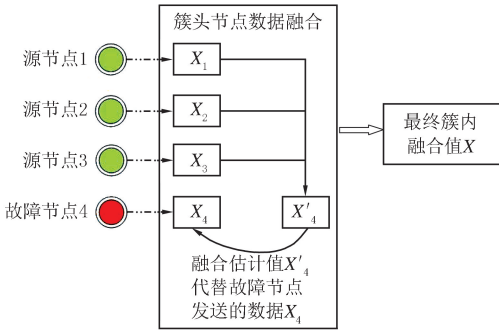 簇头节点数据融合
源节点1
X₁
源节点2
X₂
源节点3
X₃
故障节点4
X₄
X′₄
最终簇内
融合值X
融合估计值X′₄
代替故障节点
发送的数据X₄